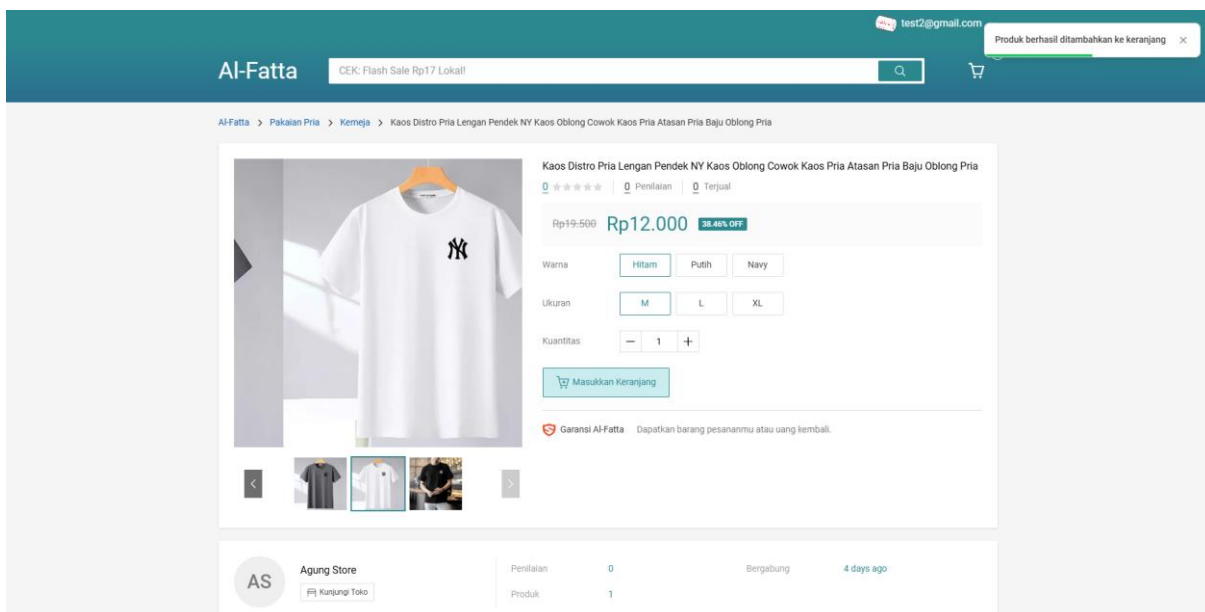 test2@gmail.com
Produk berhasil ditambahkan ke keranjang
Al-Fatta
CEK: Flash Sale Rp17 Lokal!
Al-Fatta > Pakaian Pria > Kemeja > Kaos Distro Pria Lengan Pendek NY Kaos Oblong Cowok Kaos Pria Atasan Pria Baju Oblong Pria
Kaos Distro Pria Lengan Pendek NY Kaos Oblong Cowok Kaos Pria Atasan Pria Baju Oblong Pria
0 0 Penilaian 0 Terjual
Rp19.500 Rp12.000 38.46% OFF
NY
Warna Hitam Putih Navy
Ukuran M L XL
Kuantitas 1
Masukkan Keranjang
Garansi Al-Fatta Dapatkan barang pesananmu atau uang kembali.
AS
Agung Store
Kunjungi Toko
Penilaian 0
Produk 1
Bergabung 4 days ago